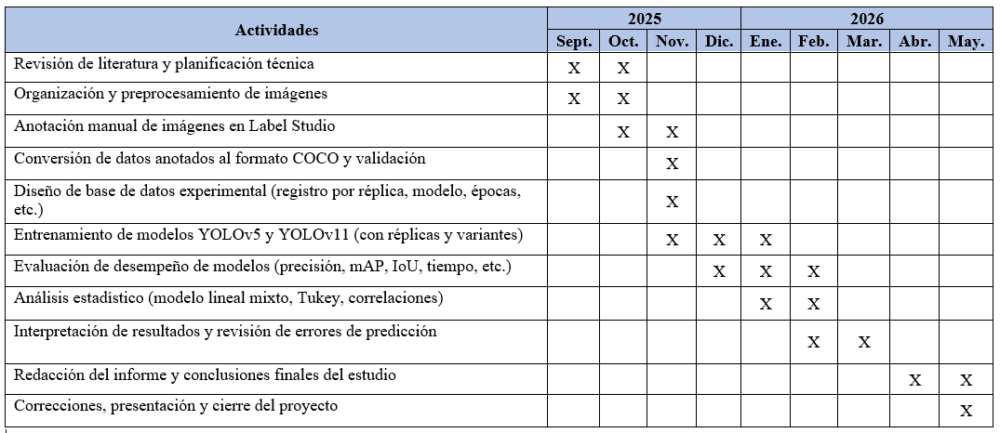 Actividades 2025 2026
Sept. Oct. Nov. Dic. Ene. Feb. Mar. Abr. May.
Revisión de literatura y planificación técnica X X
Organización y preprocesamiento de imágenes X X
Anotación manual de imágenes en Label Studio X X
Conversión de datos anotados al formato COCO y validación X
Diseño de base de datos experimental (registro por réplica, modelo, épocas,
etc.) X
Entrenamiento de modelos YOLOv5 y YOLOv11 (con réplicas y variantes) X X X
Evaluación de desempeño de modelos (precisión, mAP, IoU, tiempo, etc.) X X X
Análisis estadístico (modelo lineal mixto, Tukey, correlaciones) X X
Interpretación de resultados y revisión de errores de predicción X X
Redacción del informe y conclusiones finales del estudio X X
Correcciones, presentación y cierre del proyecto X